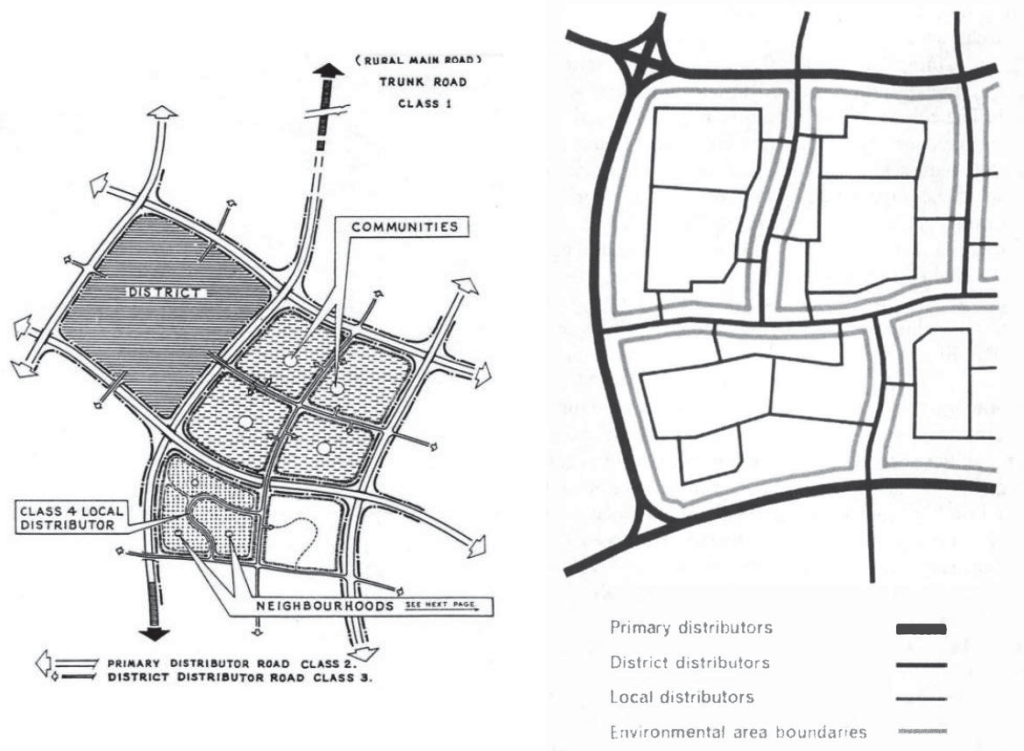 (RURAL MAIN ROAD)
TRUNK ROAD
CLASS 1
COMMUNITIES
DISTRICT
CLASS 4 LOCAL
DISTRIBUTOR
NEIGHBOURHOODS SEE NEXT PAGE
PRIMARY DISTRIBUTOR ROAD CLASS 2.
DISTRICT DISTRIBUTOR ROAD CLASS 3.
Primary distributors
District distributors
Local distributors
Environmental area boundaries